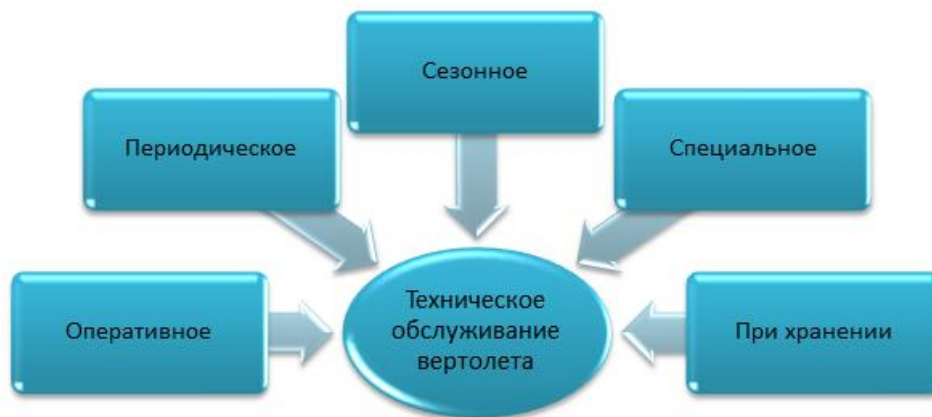 Сезонное
Периодическое
Специальное
Оперативное
Техническое
обслуживание
вертолета
При хранении